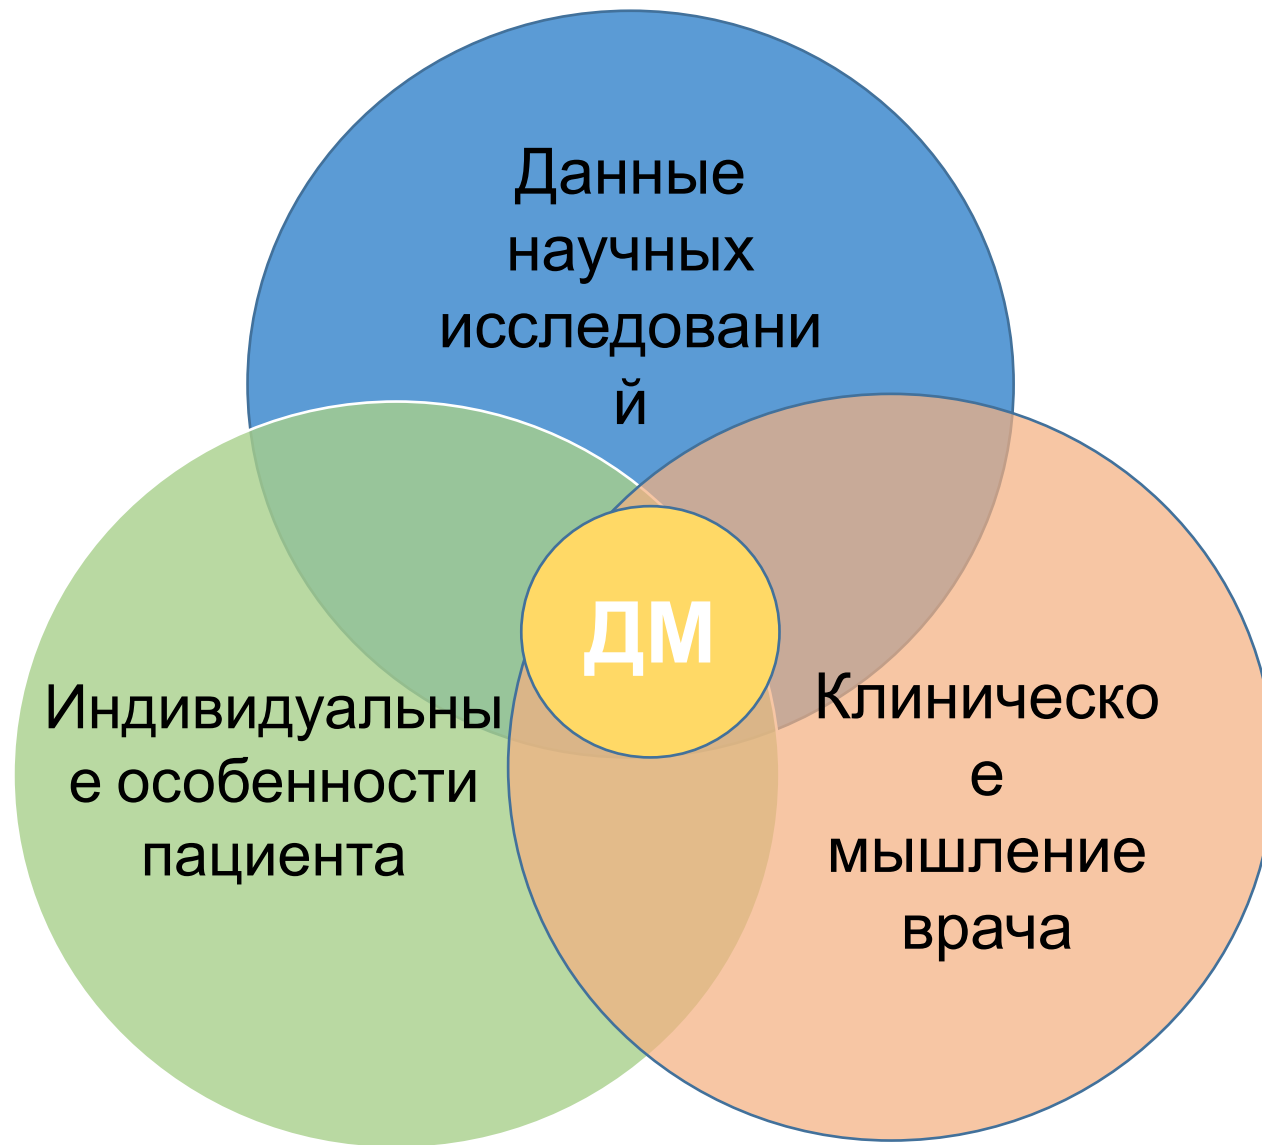 Данные
научных
исследовани
й
ДМ
Индивидуальны
е особенности
пациента
Клиническо
е
мышление
врача